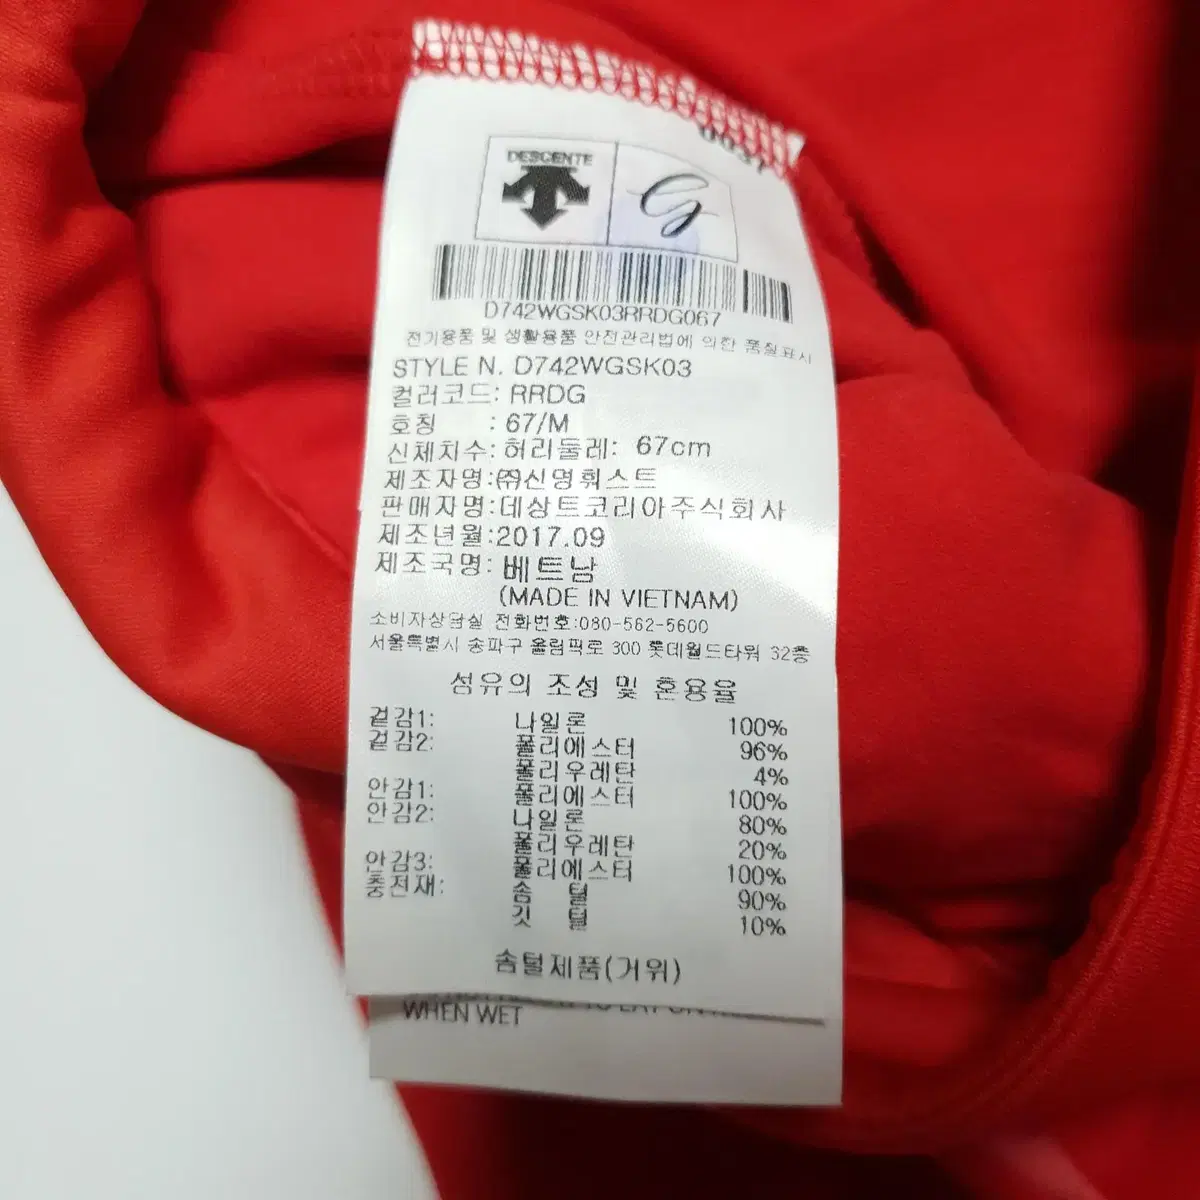 DESCENTE
G
D742WGSK03RRDG067
전기용품 및 생활용품 안전관리법에 의한 품질표시
STYLE N. D742WGSK03
컬러코드: RRDG
호칭 : 67/M
신체치수: 허리둘레: 67cm
제조자명:㈜신명훠스트
판매자명:데상트코리아주식회사
제조년월:2017.09
제조국명: 베트남
(MADE IN VIETNAM)
소비자상담실 전화번호:080-562-5600
서울특별시 송파구 올림픽로 300 롯데월드타워 32층
섬유의 조성 및 혼용율
겉감1: 나일론 100%
겉감2: 폴리에스터 96%
폴리우레탄 4%
안감1: 폴리에스터 100%
안감2: 나일론 80%
폴리우레탄 20%
안감3: 폴리에스터 100%
충전재: 솜 털 90%
깃 털 10%
솜털제품(거위)
WHEN WET